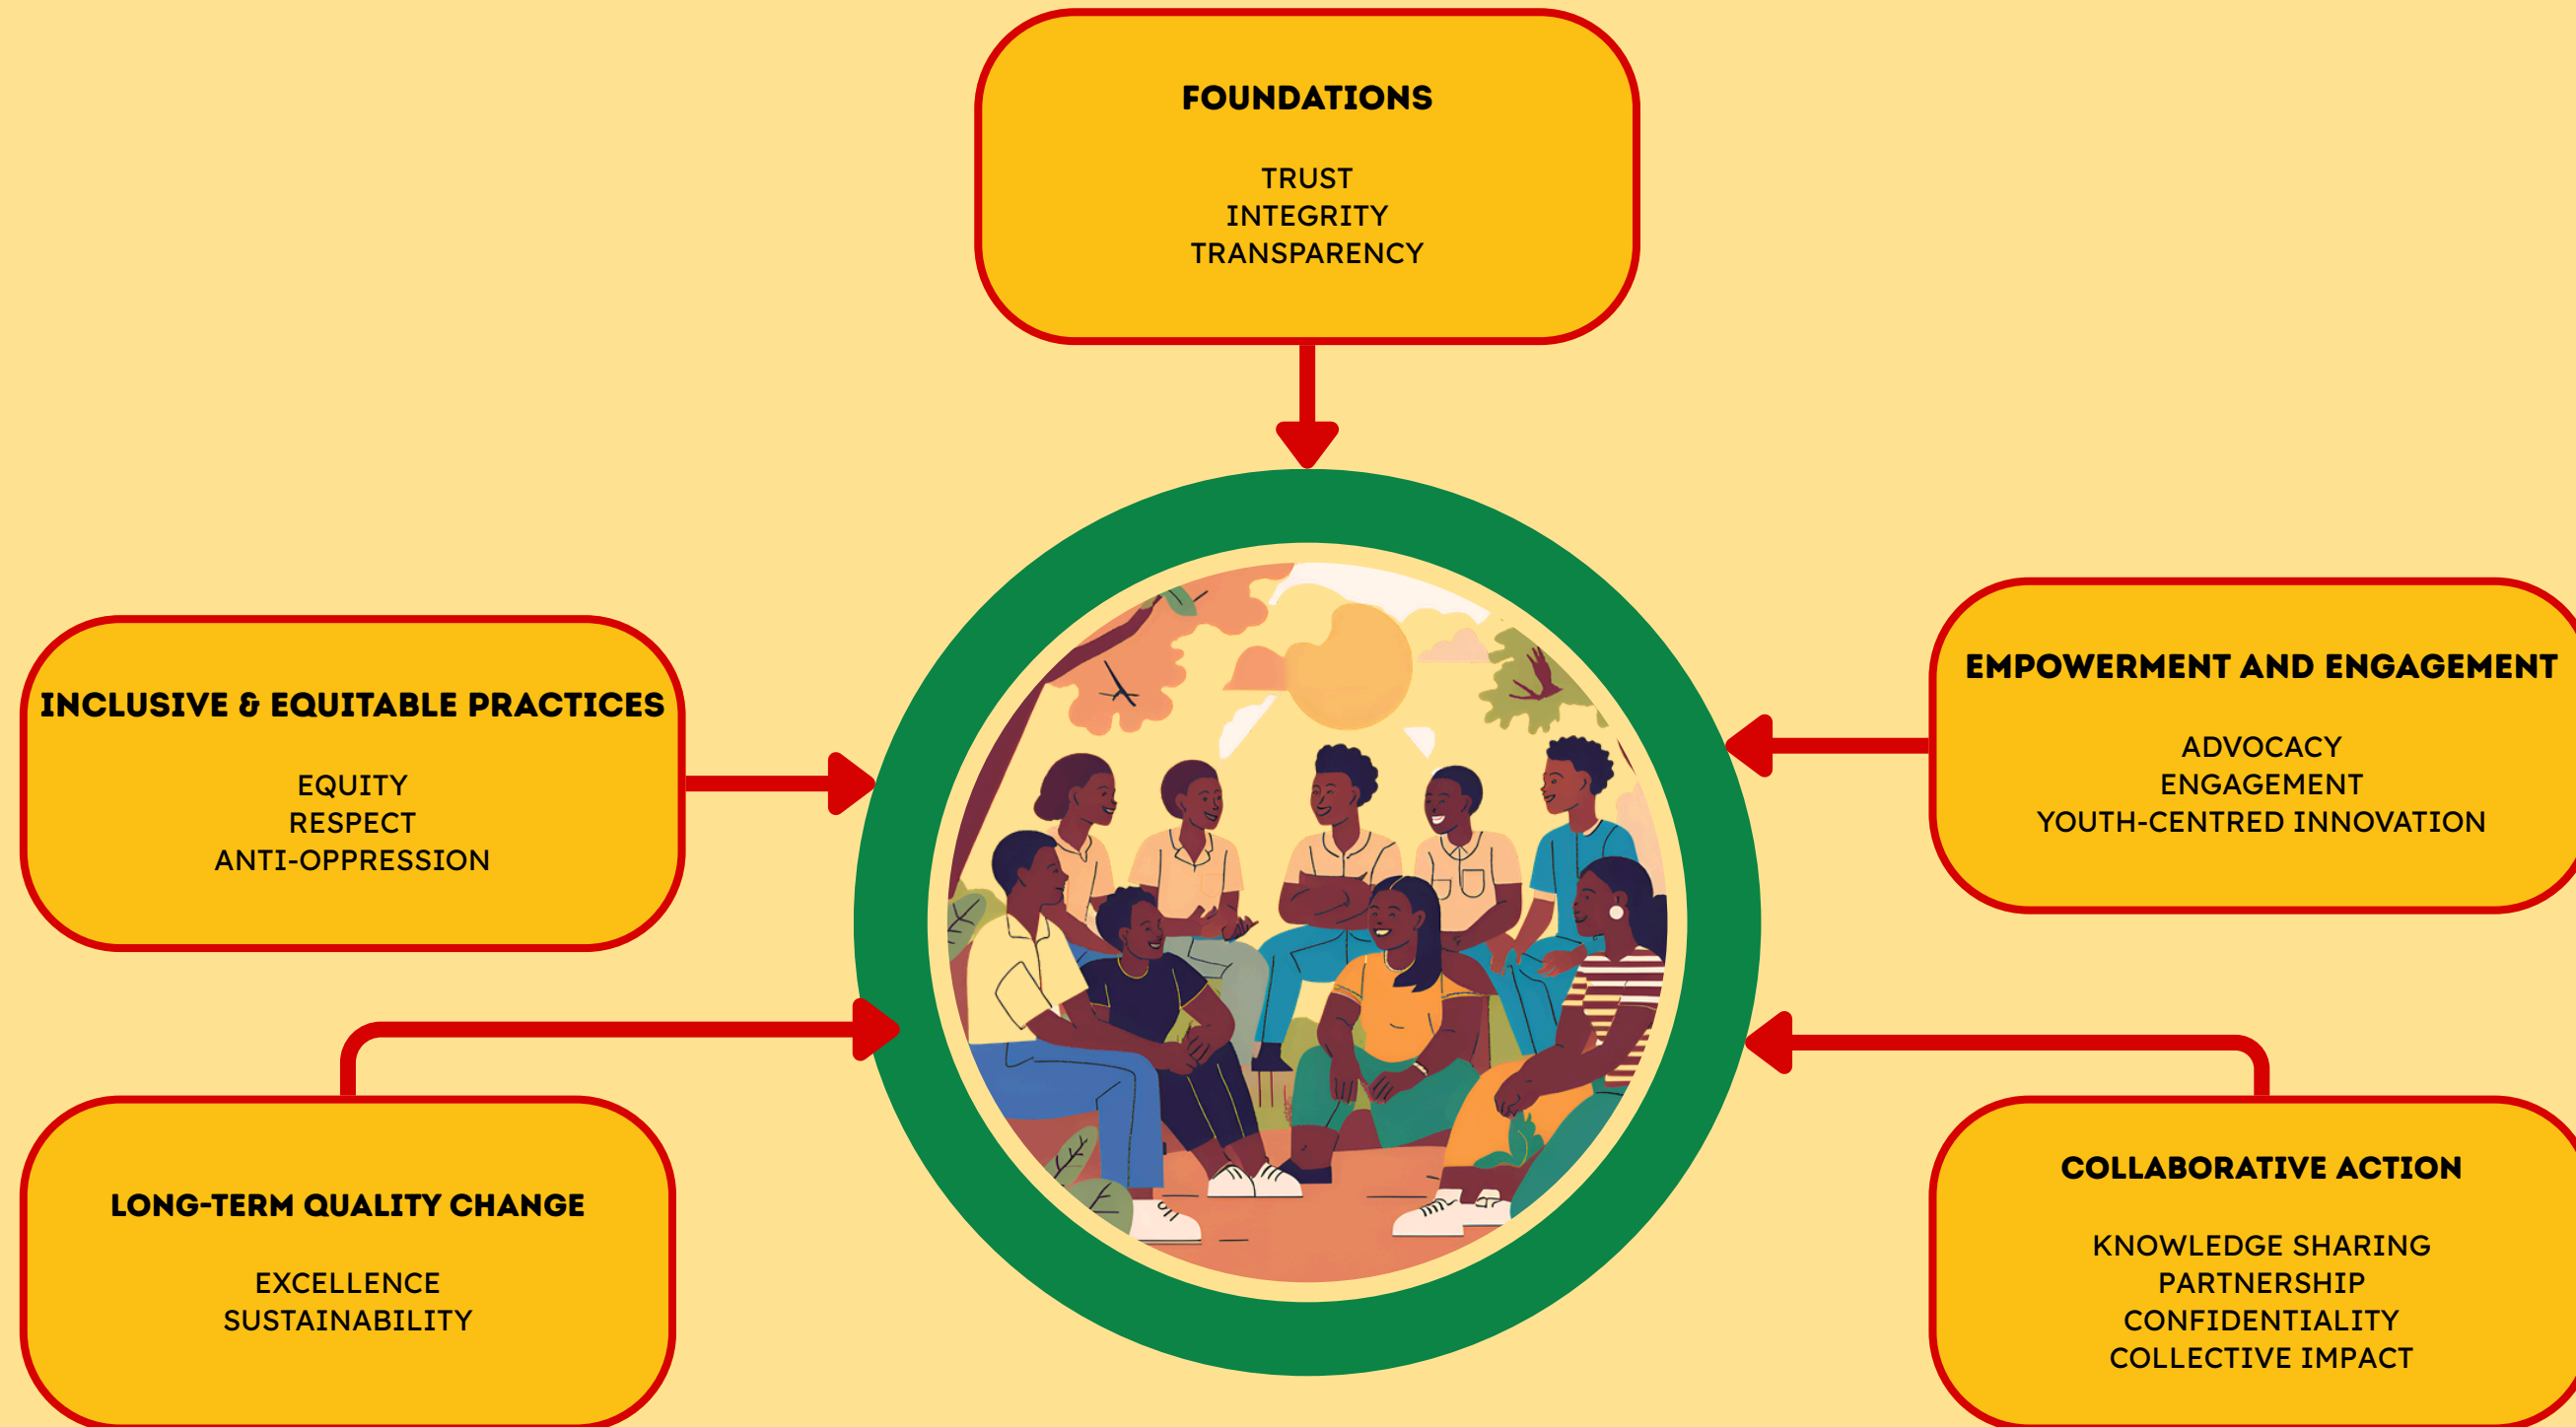 FOUNDATIONS
TRUST
INTEGRITY
TRANSPARENCY
INCLUSIVE & EQUITABLE PRACTICES
EQUITY
RESPECT
ANTI-OPPRESSION
EMPOWERMENT AND ENGAGEMENT
ADVOCACY
ENGAGEMENT
YOUTH-CENTRED INNOVATION
LONG-TERM QUALITY CHANGE
EXCELLENCE
SUSTAINABILITY
COLLABORATIVE ACTION
KNOWLEDGE SHARING
PARTNERSHIP
CONFIDENTIALITY
COLLECTIVE IMPACT